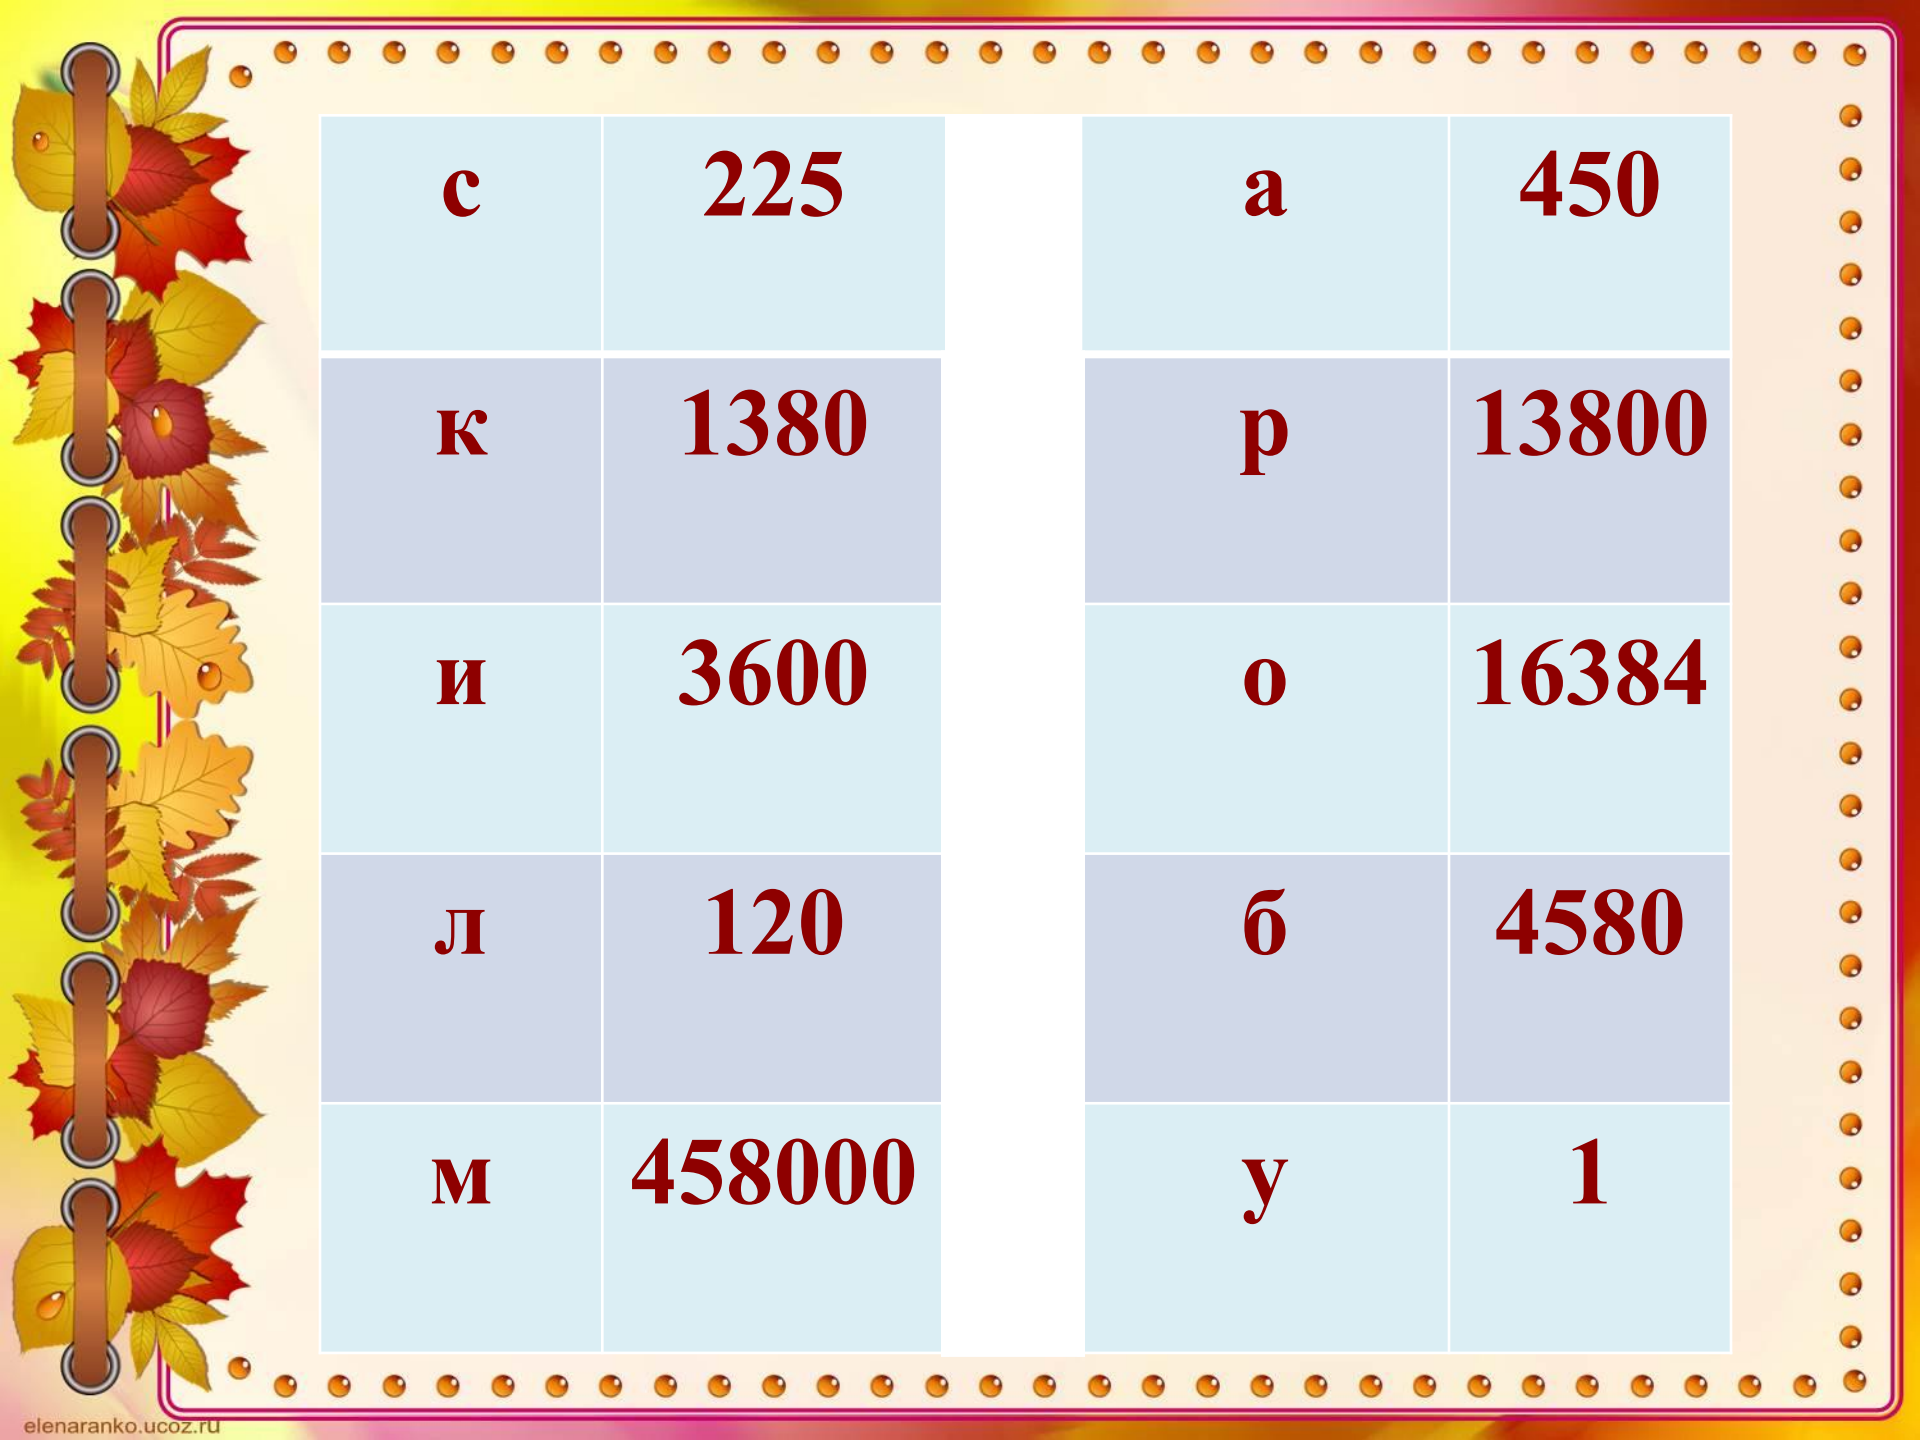 с 225 а 450
к 1380 р 13800
и 3600 о 16384
л 120 б 4580
м 458000 у 1
elenaranko.ucoz.ru